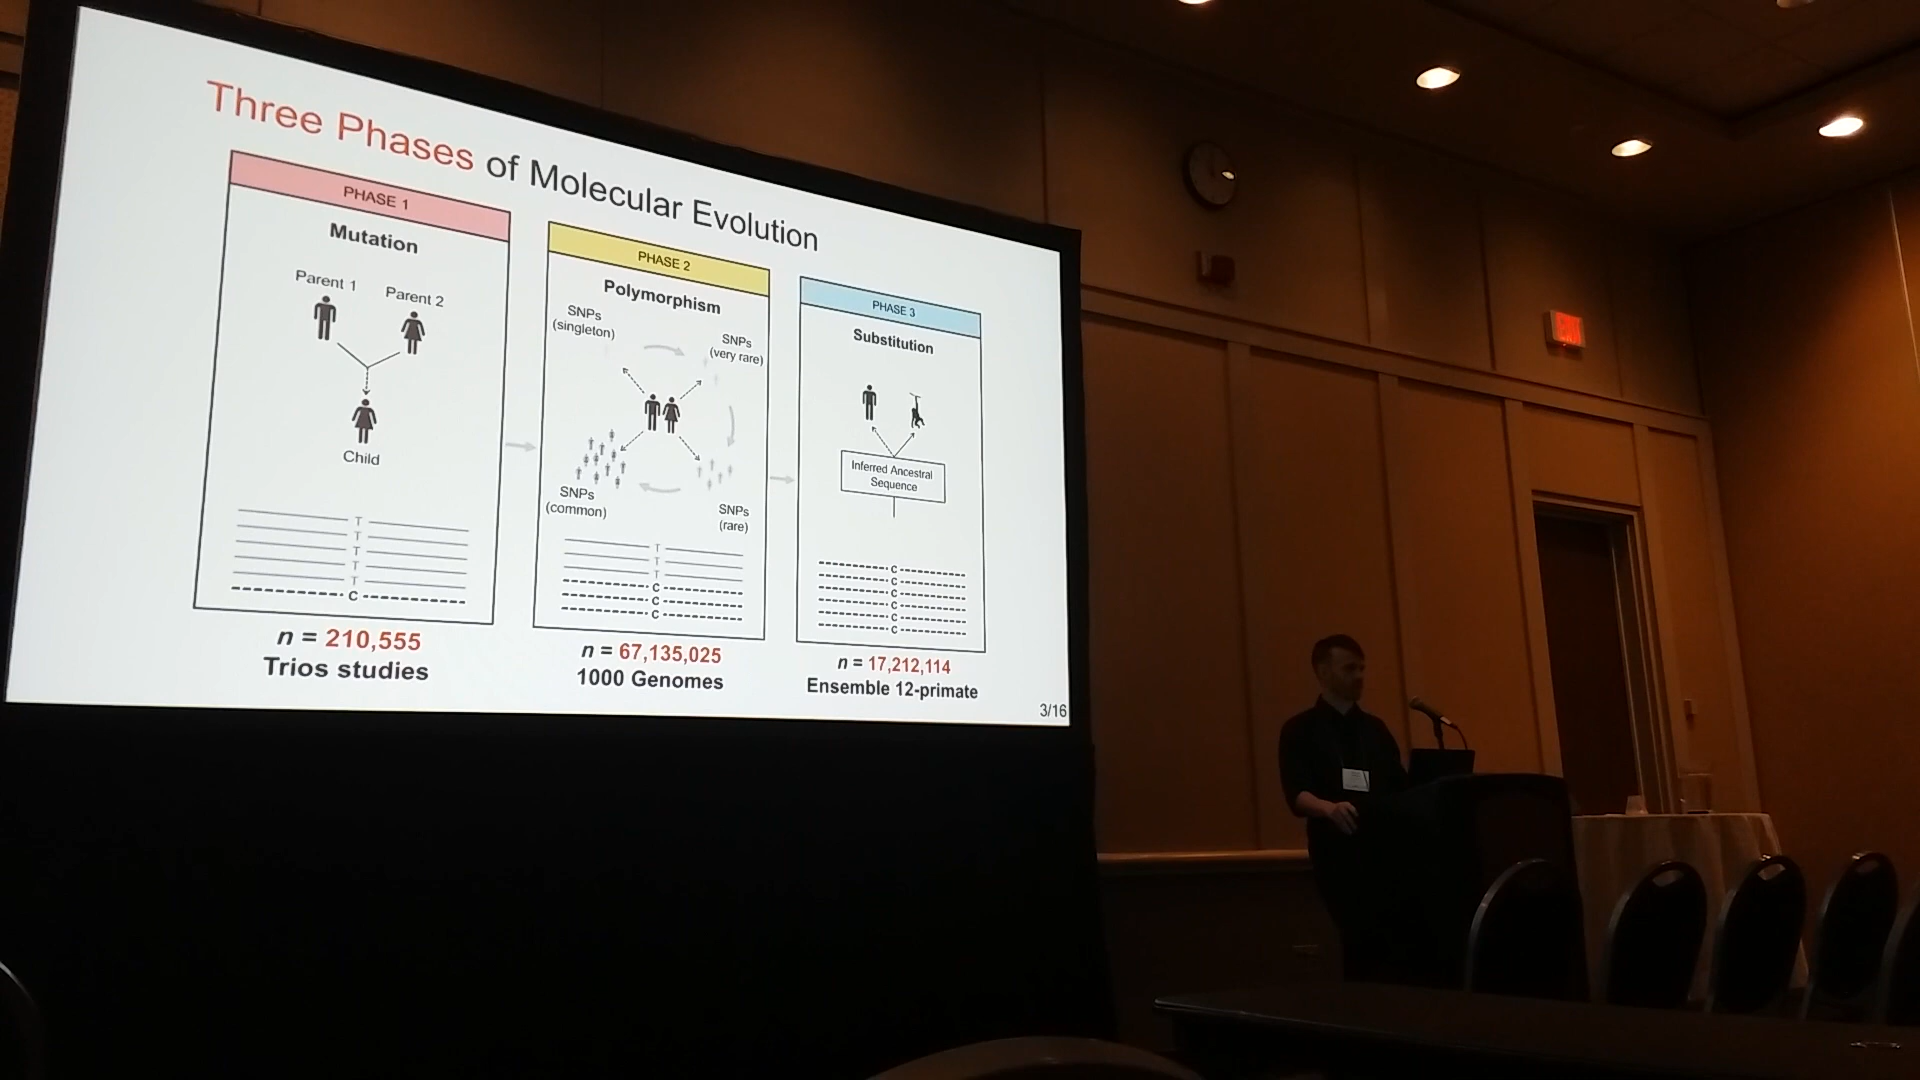 Three Phases of Molecular Evolution
PHASE 1
Mutation
Parent 1
Parent 2
Child
T
T
T
T
T
C
n = 210,555
Trios studies
PHASE 2
Polymorphism
SNPs
(singleton)
SNPs
(very rare)
SNPs
(common)
SNPs
(rare)
T
T
T
C
C
C
n = 67,135,025
1000 Genomes
PHASE 3
Substitution
Inferred Ancestral
Sequence
C
C
C
C
C
C
n = 17,212,114
Ensemble 12-primate
3/16